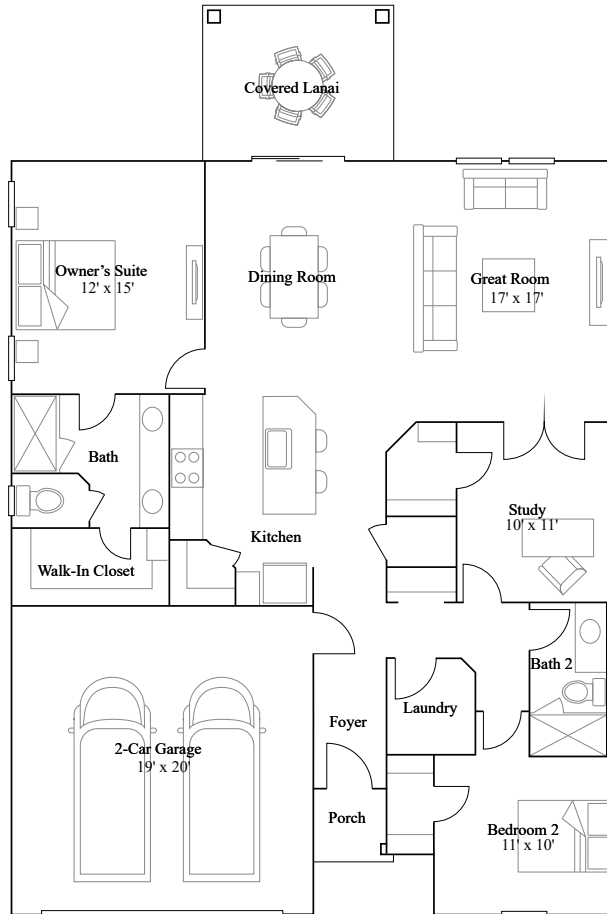 Covered Lanai
Owner's Suite
12' x 15'
Dining Room
Great Room
17' x 17'
Bath
Study
10' x 11'
Kitchen
Walk-In Closet
Bath 2
Laundry
Foyer
2-Car Garage
19' x 20'
Porch
Bedroom 2
11' x 10'